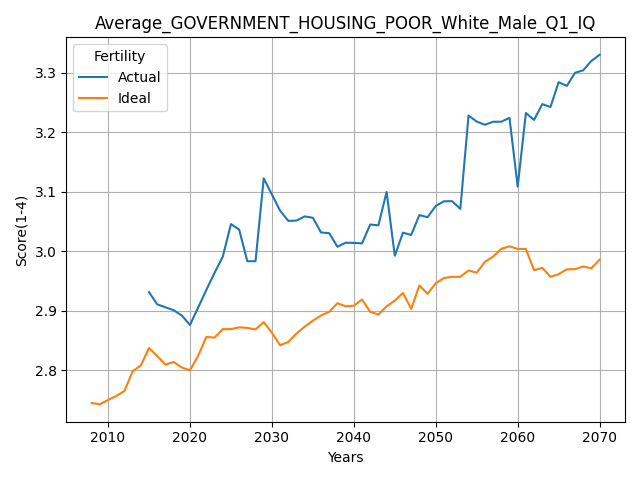 Average_GOVERNMENT_HOUSING_POOR_White_Male_Q1_IQ
Fertility
Actual
Ideal
Score(1-4)
3.3
3.2
3.1
3.0
2.9
2.8
2010 2020 2030 2040 2050 2060 2070
Years